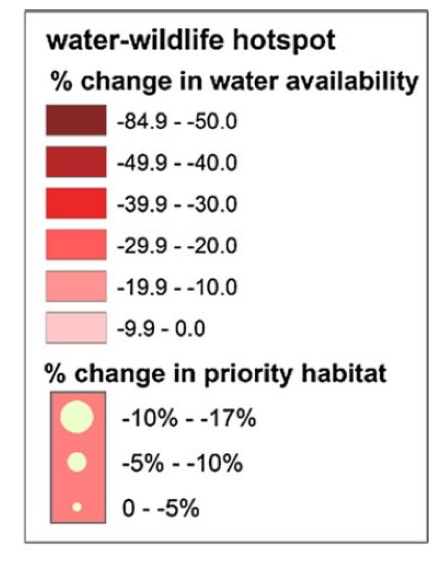 water-wildlife hotspot
% change in water availability
-84.9 - -50.0
-49.9 - -40.0
-39.9 - -30.0
-29.9 - -20.0
-19.9 - -10.0
-9.9 - 0.0
% change in priority habitat
-10% - -17%
-5% - -10%
0 - -5%